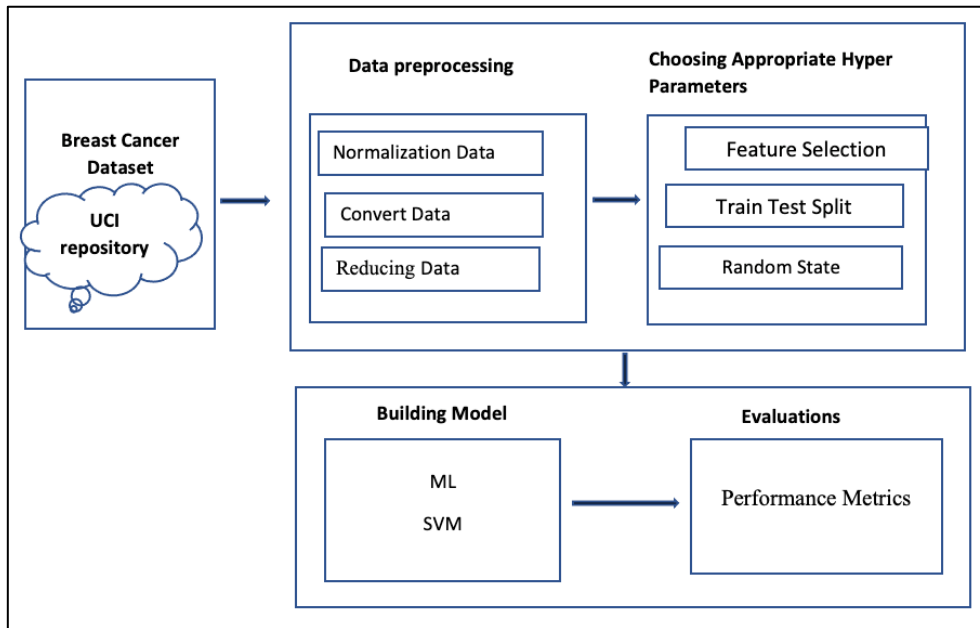 Breast Cancer
Dataset
UCI
repository
Data preprocessing
Normalization Data
Convert Data
Reducing Data
Choosing Appropriate Hyper
Parameters
Feature Selection
Train Test Split
Random State
Building Model
ML
SVM
Evaluations
Performance Metrics